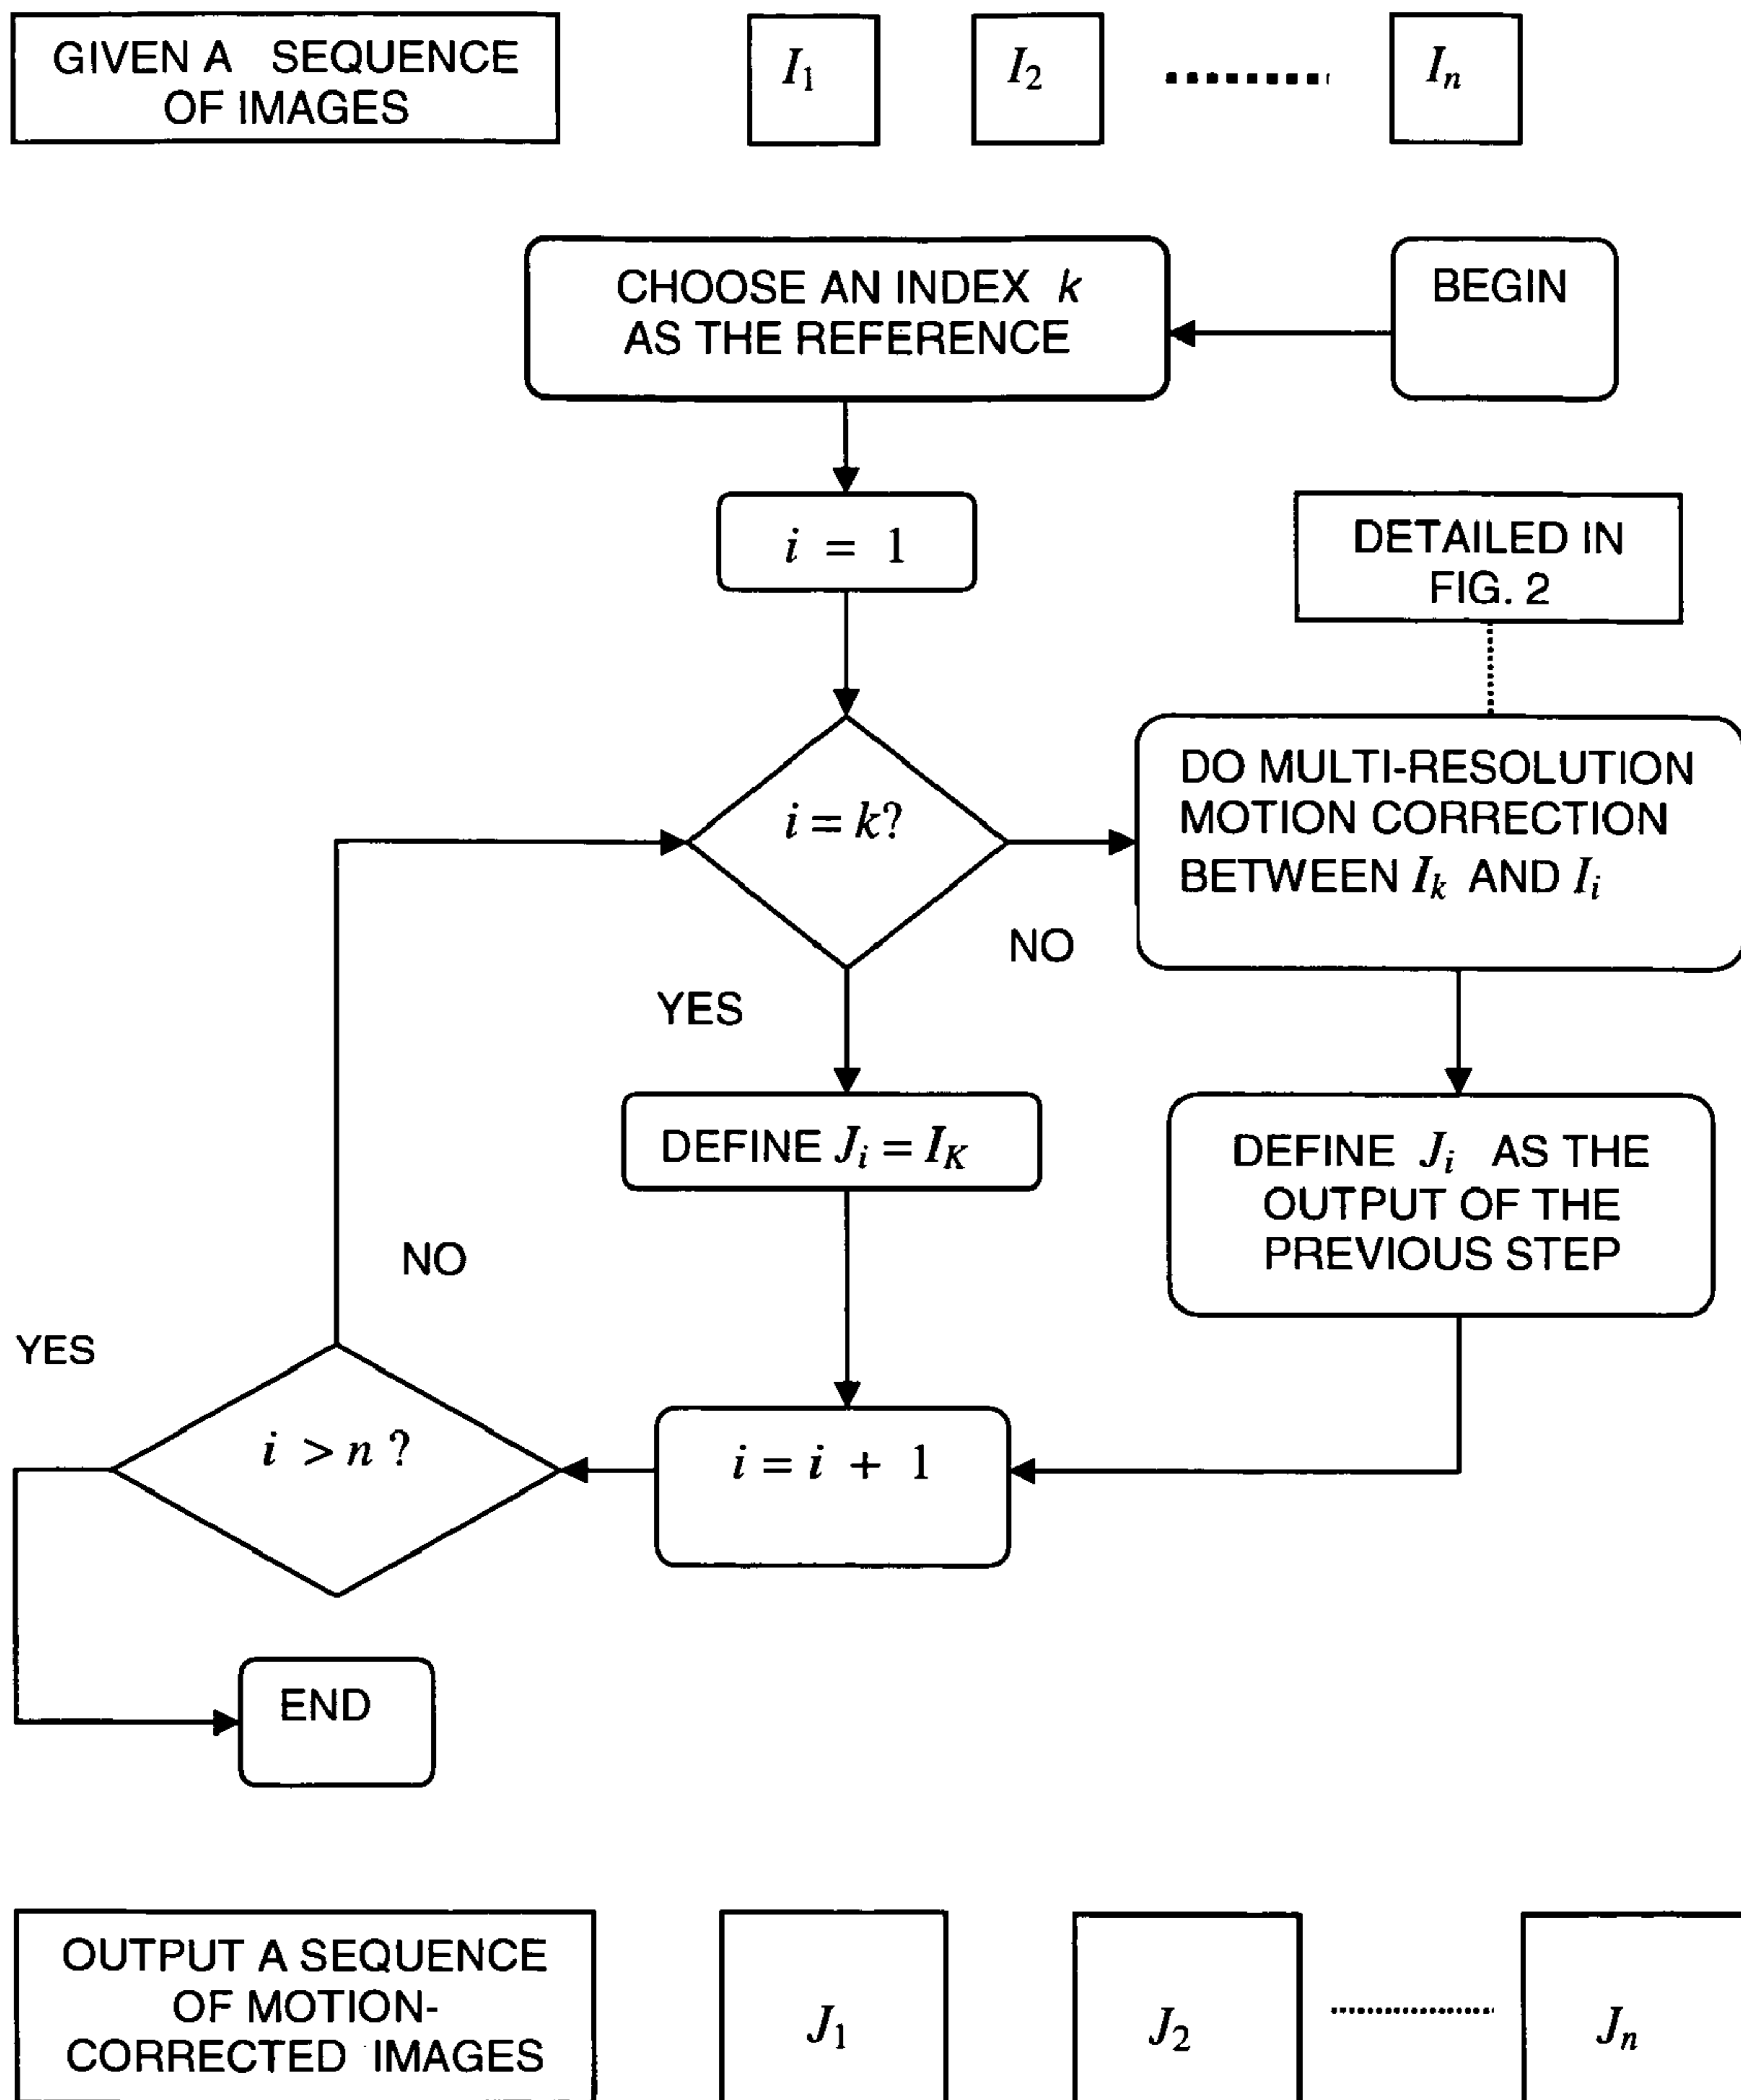 GIVEN A SEQUENCE
OF IMAGES
I1
I2
In
CHOOSE AN INDEX k
AS THE REFERENCE
BEGIN
i = 1
DETAILED IN
FIG. 2
i = k?
DO MULTI-RESOLUTION
MOTION CORRECTION
BETWEEN Ik AND Ii
NO
YES
DEFINE Ji = IK
DEFINE Ji AS THE
OUTPUT OF THE
PREVIOUS STEP
NO
YES
i > n ?
i = i + 1
END
OUTPUT A SEQUENCE
OF MOTION-
CORRECTED IMAGES
J1
J2
Jn